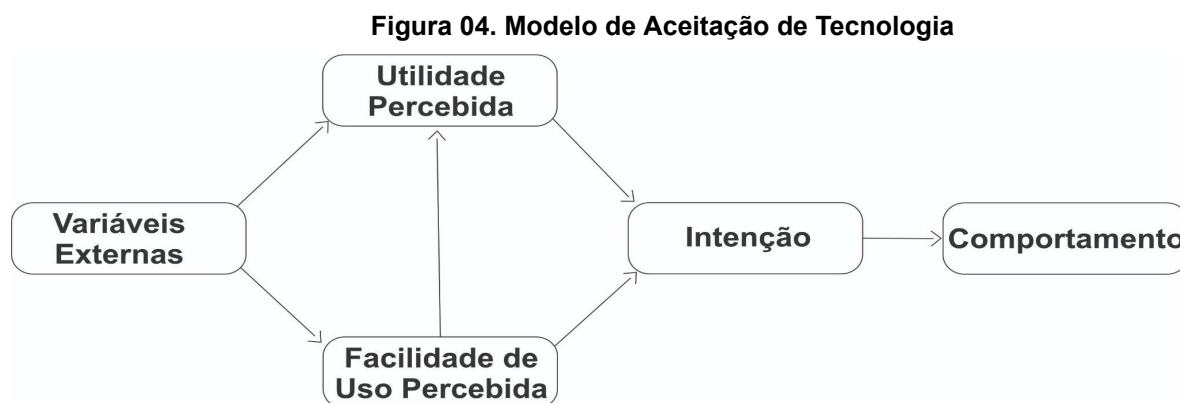 Figura 04. Modelo de Aceitação de Tecnologia
Utilidade
Percebida
Variáveis
Externas
Intenção
Comportamento
Facilidade de
Uso Percebida